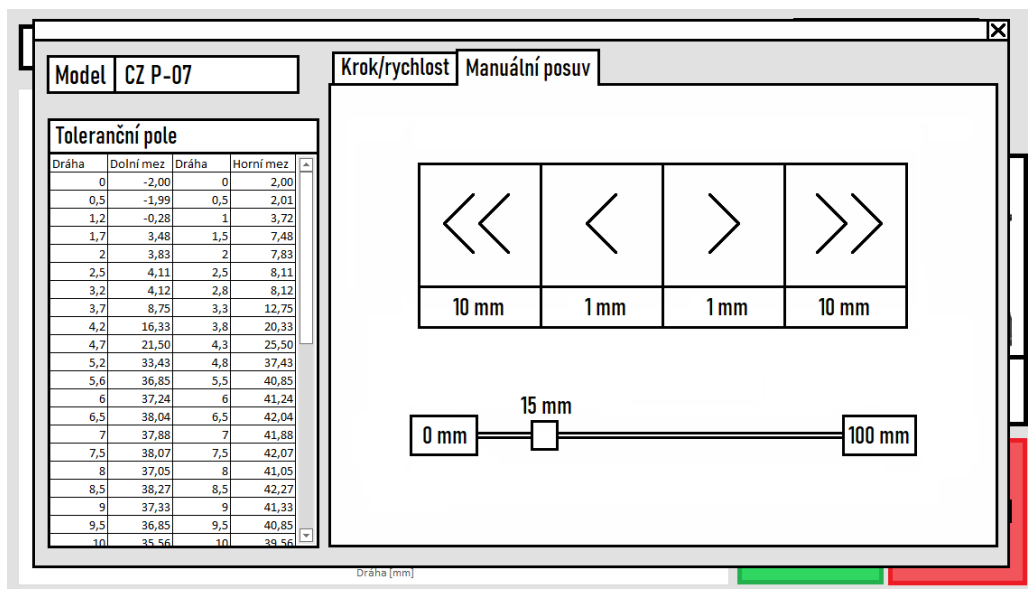 Model CZ P-07
Krok/rychlost Manuální posuv
Toleranční pole
Dráha Dolní mez Dráha Horní mez
0 -2,00 0 2,00
0,5 -1,99 0,5 2,01
1,2 -0,28 1 3,72
1,7 3,48 1,5 7,48
2 3,83 2 7,83
2,5 4,11 2,5 8,11
3,2 4,12 2,8 8,12
3,7 8,75 3,3 12,75
4,2 16,33 3,8 20,33
4,7 21,50 4,3 25,50
5,2 33,43 4,8 37,43
5,6 36,85 5,5 40,85
6 37,24 6 41,24
6,5 38,04 6,5 42,04
7 37,88 7 41,88
7,5 38,07 7,5 42,07
8 37,05 8 41,05
8,5 38,27 8,5 42,27
9 37,33 9 41,33
9,5 36,85 9,5 40,85
10 35,56 10 39,56
10 mm 1 mm 1 mm 10 mm
15 mm
0 mm 100 mm
Dráha [mm]